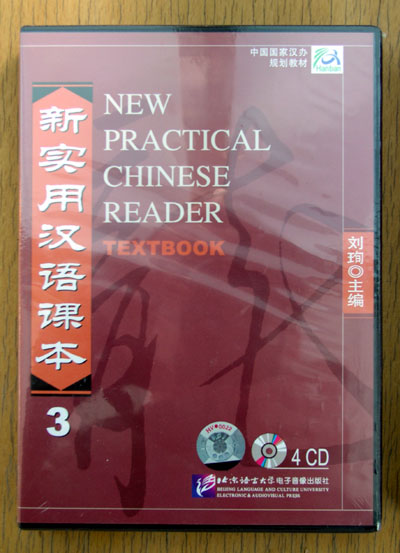 中国国家汉办
规划教材
Hanban
新实用汉语课本
3
NEW
PRACTICAL
CHINESE
READER
TEXTBOOK
刘珣◎主编
4 CD
北京语言大学电子音像出版社
BEIJING LANGUAGE AND CULTURE UNIVERSITY
ELECTRONIC & AUDIOVISUAL PRESS